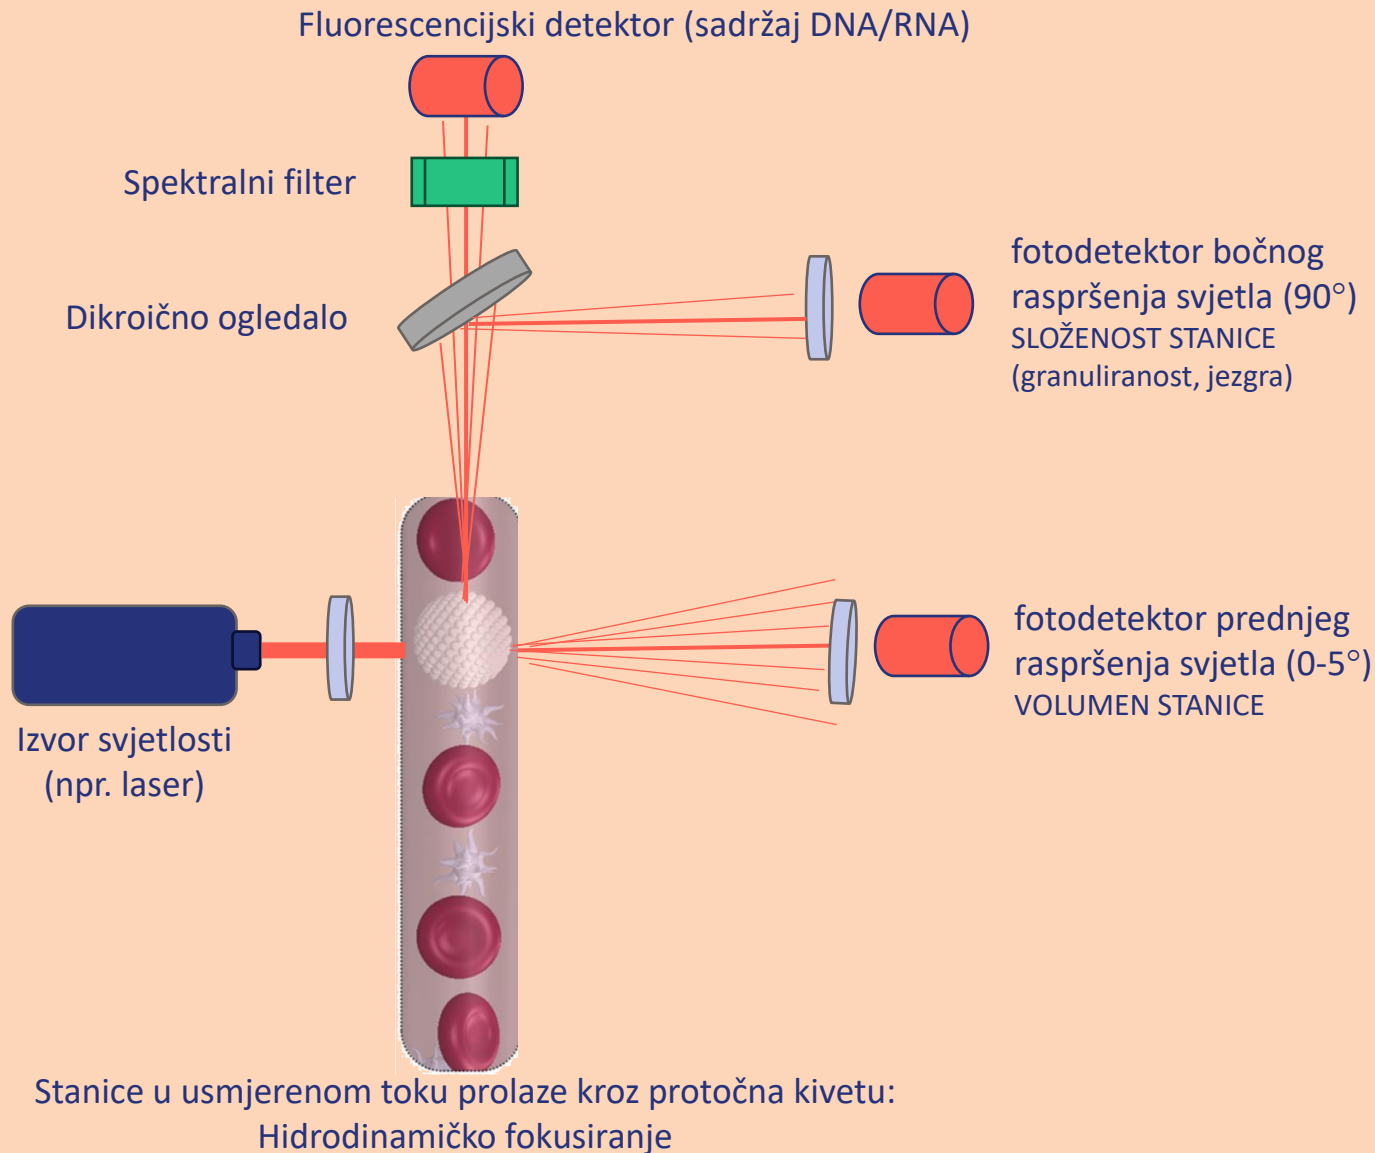 Fluorescencijski detektor (sadržaj DNA/RNA)
Spektralni filter
Dikroično ogledalo
fotodetektor bočnog
raspršenja svjetla (90°)
SLOŽENOST STANICE
(granuliranost, jezgra)
Izvor svjetlosti
(npr. laser)
fotodetektor prednjeg
raspršenja svjetla (0-5°)
VOLUMEN STANICE
Stanice u usmjerenom toku prolaze kroz protočna kivetu:
Hidrodinamičko fokusiranje